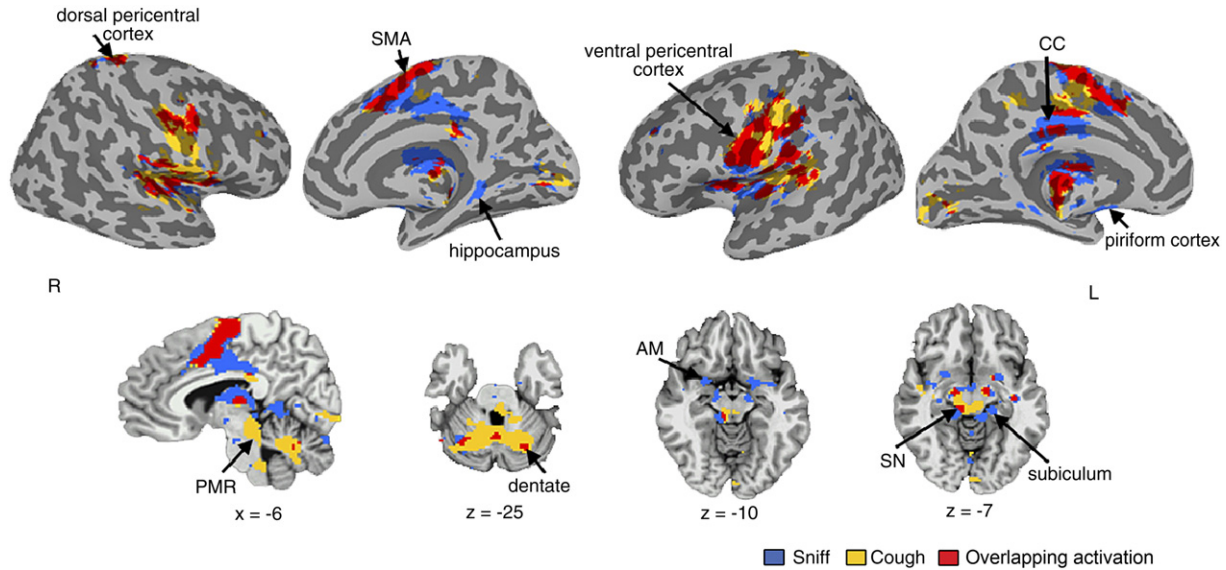 dorsal pericentral
cortex
SMA
ventral pericentral
cortex
CC
hippocampus
piriform cortex
R
L
AM
PMR
dentate
SN
subiculum
x = -6
z = -25
z = -10
z = -7
Sniff Cough Overlapping activation